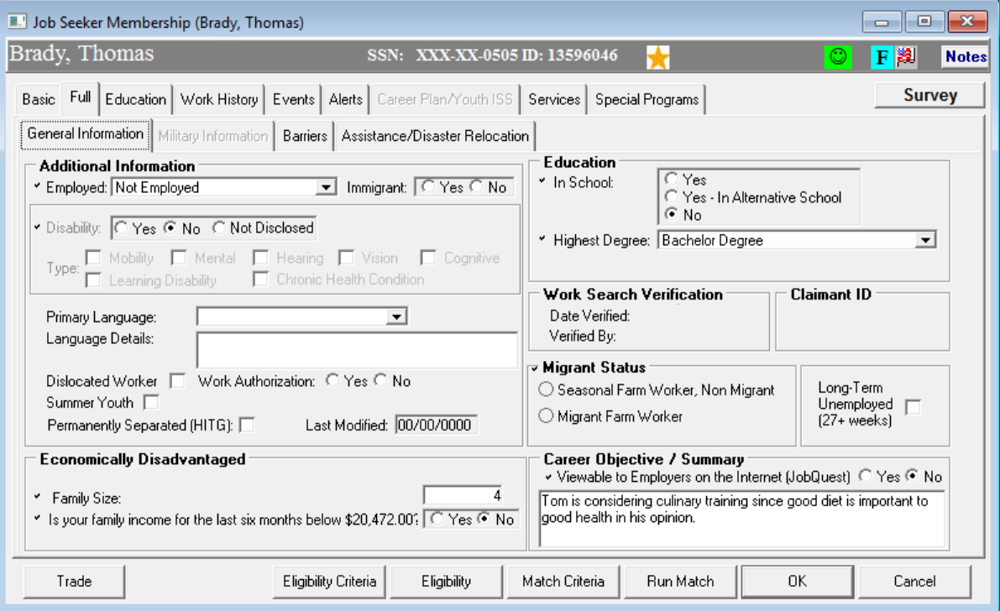 Job Seeker Membership (Brady, Thomas)
Brady, Thomas SSN: XXX-XX-0505 ID: 13596046 F Notes
Basic Full Education Work History Events Alerts Career Plan/Youth ISS Services Special Programs Survey
General Information Military Information Barriers Assistance/Disaster Relocation
Additional Information
Employed: Not Employed Immigrant: Yes No
Disability: Yes No Not Disclosed
Type: Mobility Mental Hearing Vision Cognitive
Learning Disability Chronic Health Condition
Primary Language:
Language Details:
Dislocated Worker Work Authorization: Yes No
Summer Youth
Permanently Separated (HITG): Last Modified: 00/00/0000
Education
In School: Yes
Yes - In Alternative School
No
Highest Degree: Bachelor Degree
Work Search Verification
Date Verified:
Verified By:
Claimant ID
Migrant Status
Seasonal Farm Worker, Non Migrant
Migrant Farm Worker
Long-Term
Unemployed
(27+ weeks)
Economically Disadvantaged
Family Size: 4
Is your family income for the last six months below $20,472.00? Yes No
Career Objective / Summary
Viewable to Employers on the Internet (JobQuest) Yes No
Tom is considering culinary training since good diet is important to
good health in his opinion.
Trade Eligibility Criteria Eligibility Match Criteria Run Match OK Cancel